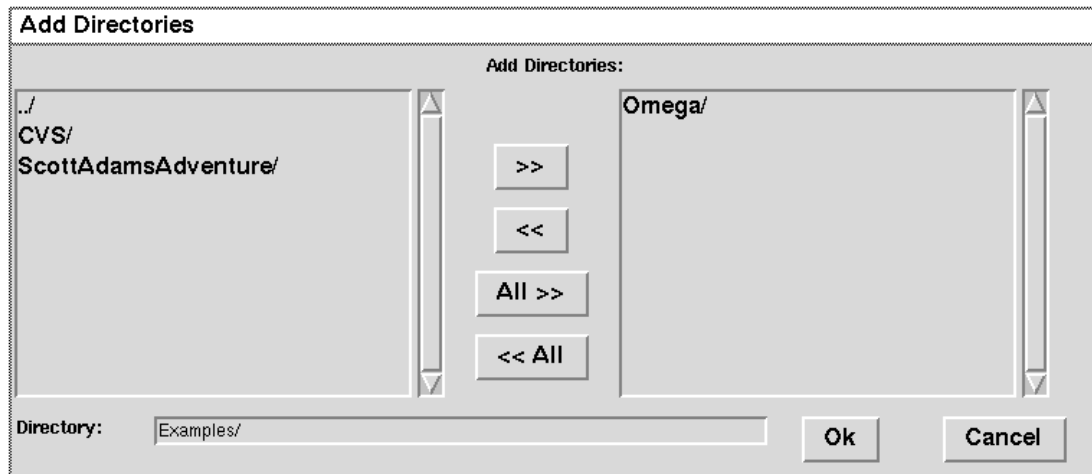 Add Directories
Add Directories:
../
CVS/
ScottAdamsAdventure/
>>
<<
All >>
<< All
Omega/
Directory:
Examples/
Ok
Cancel